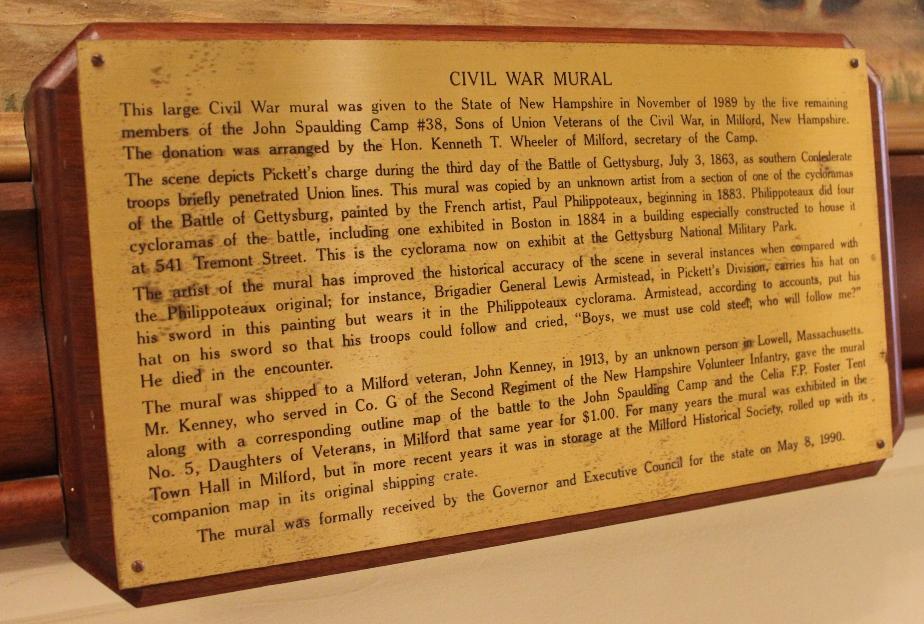 CIVIL WAR MURAL
This large Civil War mural was given to the State of New Hampshire in November of 1989 by the five remaining
members of the John Spaulding Camp #38, Sons of Union Veterans of the Civil War, in Milford, New Hampshire.
The donation was arranged by the Hon. Kenneth T. Wheeler of Milford, secretary of the Camp.
The scene depicts Pickett's charge during the third day of the Battle of Gettysburg, July 3, 1863, as southern Confederate
troops briefly penetrated Union lines. This mural was copied by an unknown artist from a section of one of the cycloramas
of the Battle of Gettysburg, painted by the French artist, Paul Philippoteaux, beginning in 1883. Philippoteaux did four
cycloramas of the battle, including one exhibited in Boston in 1884 in a building especially constructed to house it
at 541 Tremont Street. This is the cyclorama now on exhibit at the Gettysburg National Military Park.
The artist of the mural has improved the historical accuracy of the scene in several instances when compared with
the Philippoteaux original; for instance, Brigadier General Lewis Armistead, in Pickett's Division, carries his hat on
his sword in this painting but wears it in the Philippoteaux cyclorama. Armistead, according to accounts, put his
hat on his sword so that his troops could follow and cried, "Boys, we must use cold steel, who will follow me?"
He died in the encounter.
The mural was shipped to a Milford veteran, John Kenney, in 1913, by an unknown person in Lowell, Massachusetts.
Mr. Kenney, who served in Co. G of the Second Regiment of the New Hampshire Volunteer Infantry, gave the mural
along with a corresponding outline map of the battle to the John Spaulding Camp and the Celia F.P. Foster Tent
No. 5, Daughters of Veterans, in Milford that same year for $1.00. For many years the mural was exhibited in the
Town Hall in Milford, but in more recent years it was in storage at the Milford Historical Society, rolled up with its
companion map in its original shipping crate.
The mural was formally received by the Governor and Executive Council for the state on May 8, 1990.